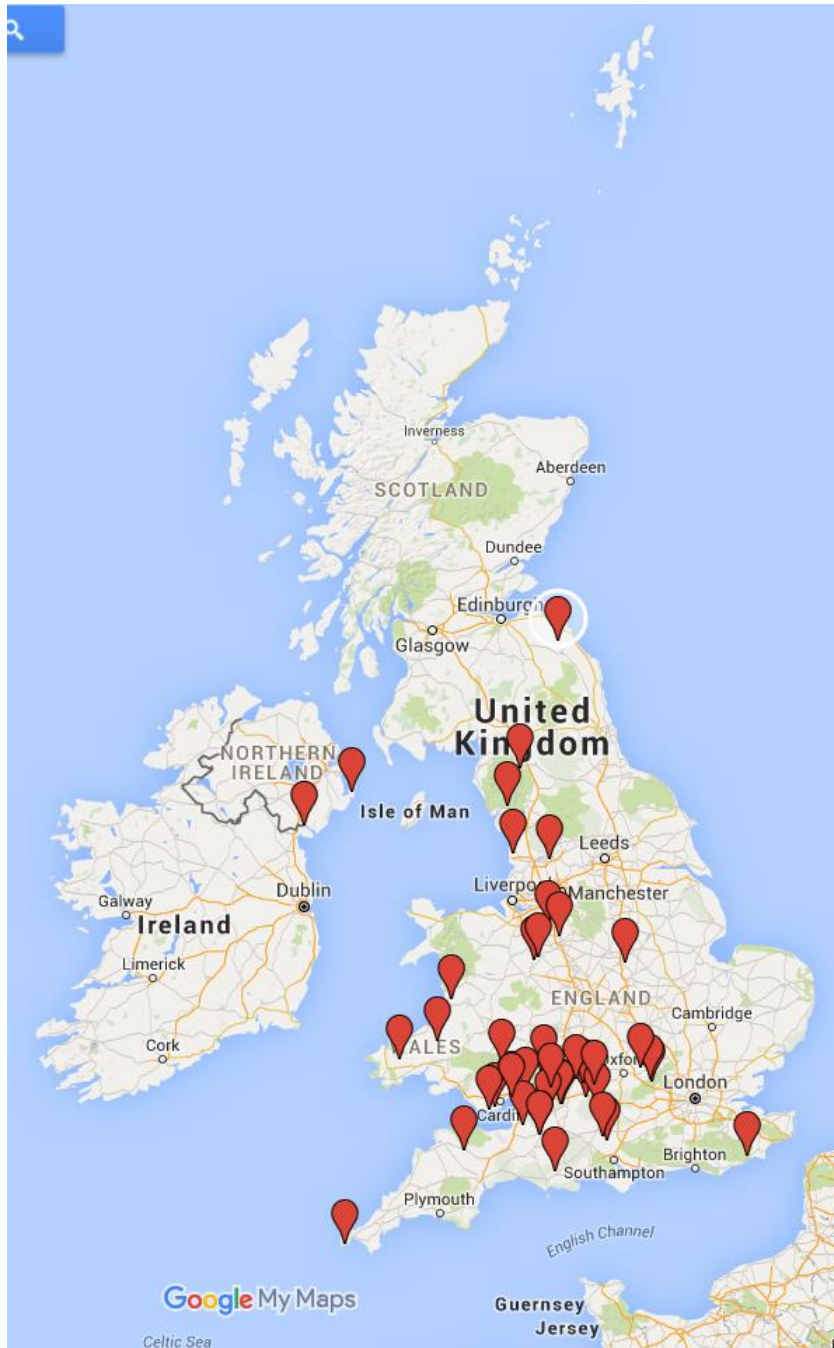 Inverness
SCOTLAND
Aberdeen
Dundee
Edinburgh
Glasgow
United
Kingdom
NORTHERN
IRELAND
Isle of Man
Leeds
Liverpool
Manchester
Dublin
Galway
Ireland
Limerick
ENGLAND
Cambridge
Cork
WALES
Oxford
London
Cardiff
Brighton
Southampton
Plymouth
English Channel
Google My Maps
Guernsey
Jersey
Celtic Sea